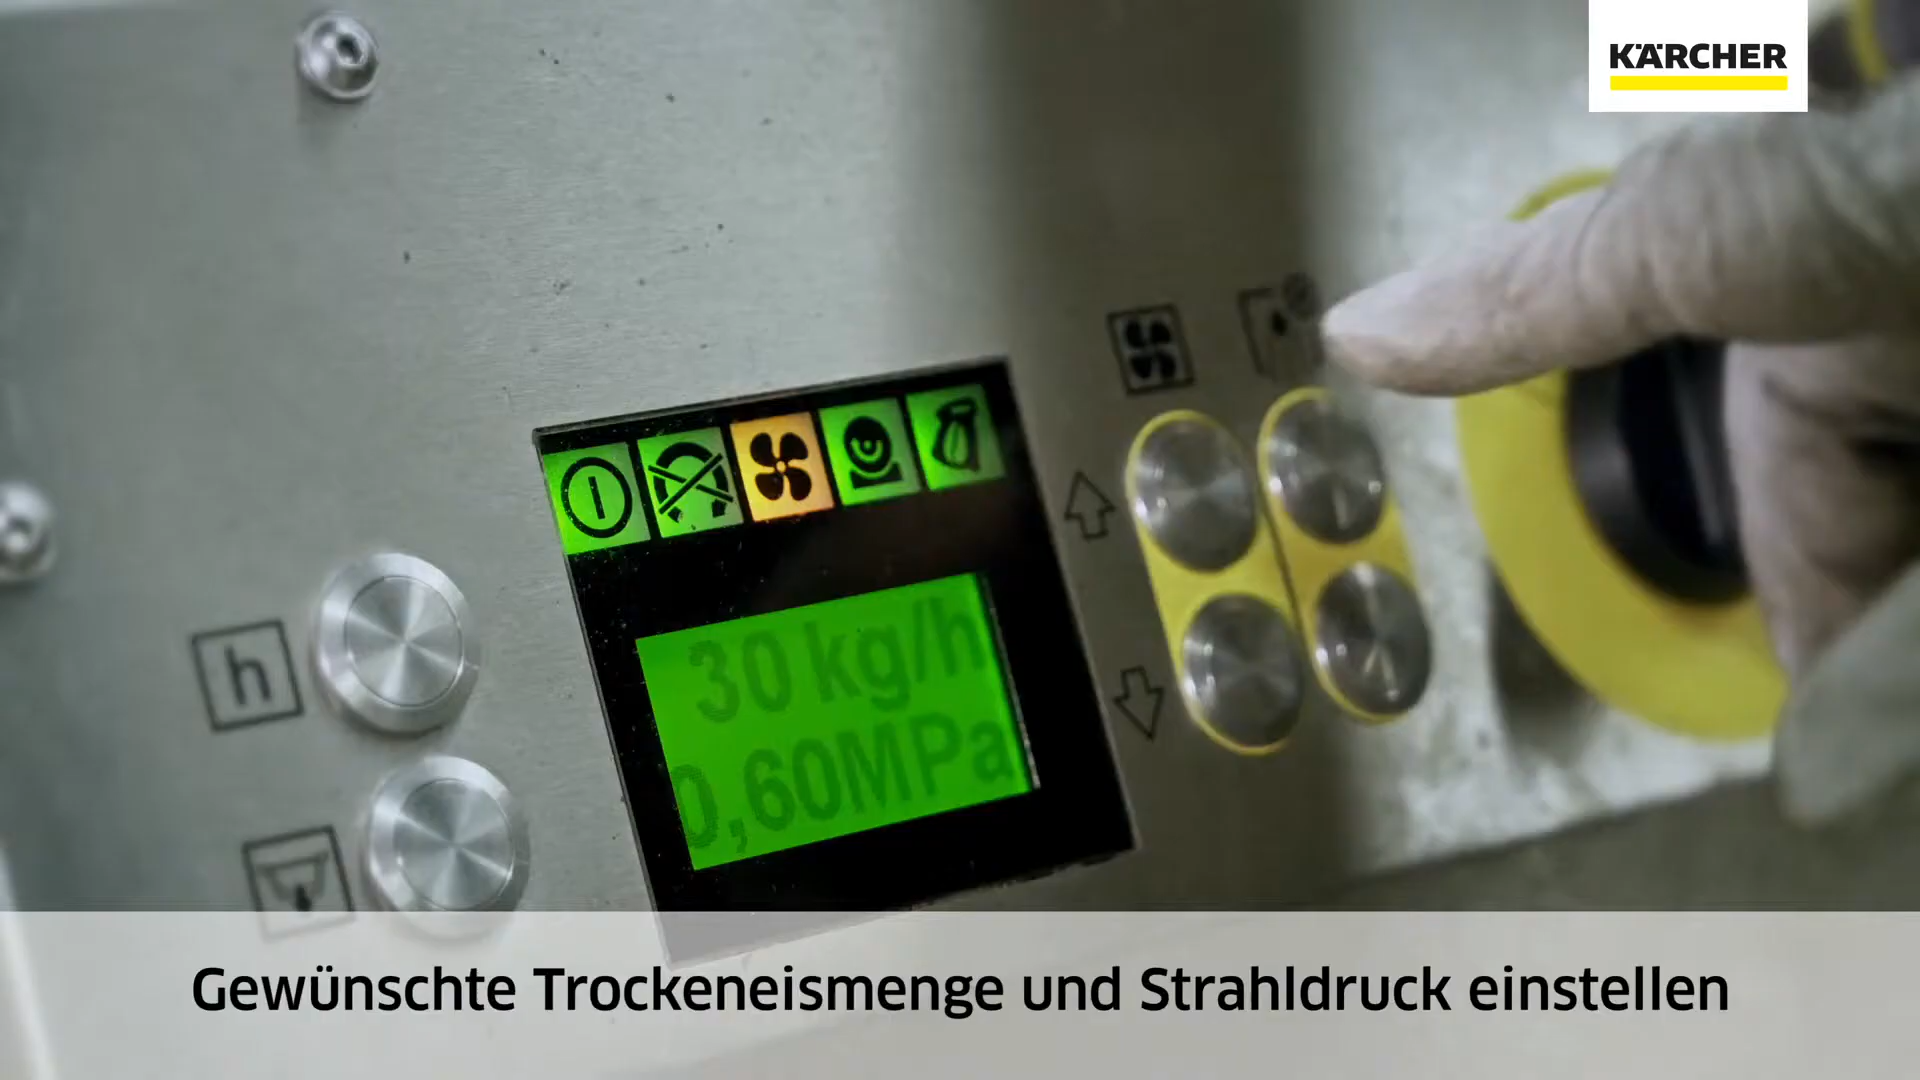 KÄRCHER
30 kg/h
0,60MPa
h
Gewünschte Trockeneismenge und Strahldruck einstellen